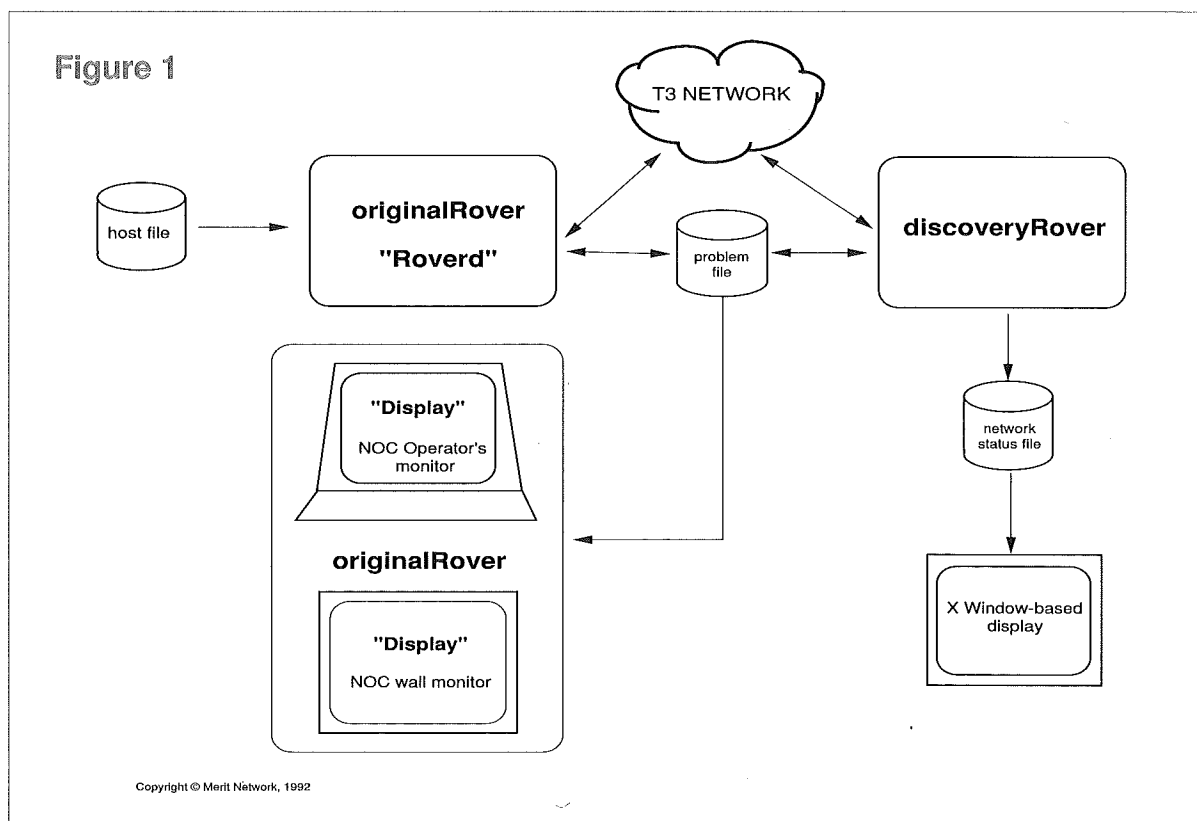 Figure 1
T3 NETWORK
host file
originalRover
"Roverd"
problem
file
discoveryRover
"Display"
NOC Operator's
monitor
originalRover
"Display"
NOC wall monitor
network
status file
X Window-based
display
Copyright © Merit Network, 1992